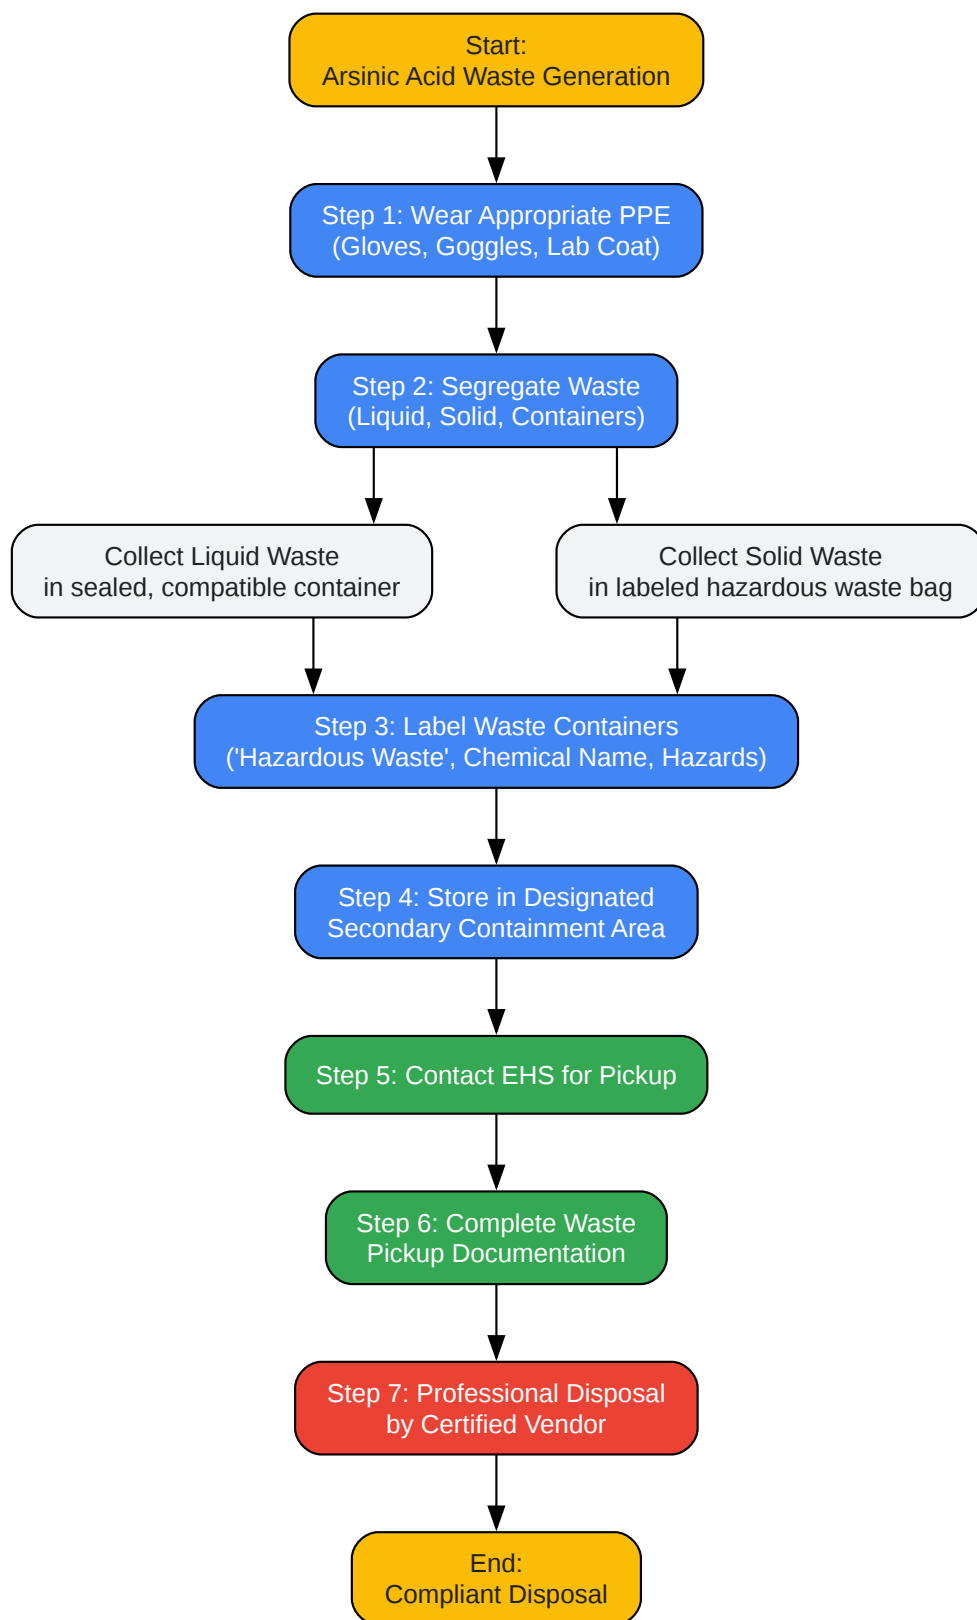 Start:
Arsinic Acid Waste Generation
Step 1: Wear Appropriate PPE
(Gloves, Goggles, Lab Coat)
Step 2: Segregate Waste
(Liquid, Solid, Containers)
Collect Liquid Waste
in sealed, compatible container
Collect Solid Waste
in labeled hazardous waste bag
Step 3: Label Waste Containers
('Hazardous Waste', Chemical Name, Hazards)
Step 4: Store in Designated
Secondary Containment Area
Step 5: Contact EHS for Pickup
Step 6: Complete Waste
Pickup Documentation
Step 7: Professional Disposal
by Certified Vendor
End:
Compliant Disposal